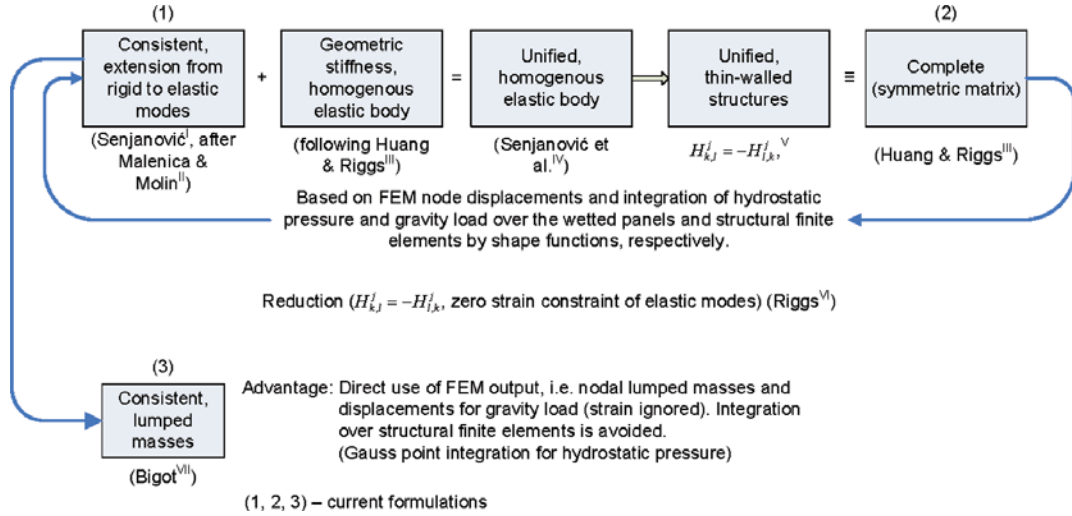 (1)
(2)
Consistent,
extension from
rigid to elastic
modes
+
Geometric
stiffness,
homogenous
elastic body
=
Unified,
homogenous
elastic body
Unified,
thin-walled
structures
≡
Complete
(symmetric matrix)
(Senjanović^I, after
Malenica &
Molin^II)
(following Huang
& Riggs^III)
(Senjanović et
al.^IV)
H^j_{k,l} = −H^j_{l,k},^V
(Huang & Riggs^III)
Based on FEM node displacements and integration of hydrostatic
pressure and gravity load over the wetted panels and structural finite
elements by shape functions, respectively.
Reduction (H^j_{k,l} = −H^j_{l,k}, zero strain constraint of elastic modes) (Riggs^VI)
(3)
Consistent,
lumped
masses
(Bigot^VII)
Advantage: Direct use of FEM output, i.e. nodal lumped masses and
displacements for gravity load (strain ignored). Integration
over structural finite elements is avoided.
(Gauss point integration for hydrostatic pressure)
(1, 2, 3) – current formulations